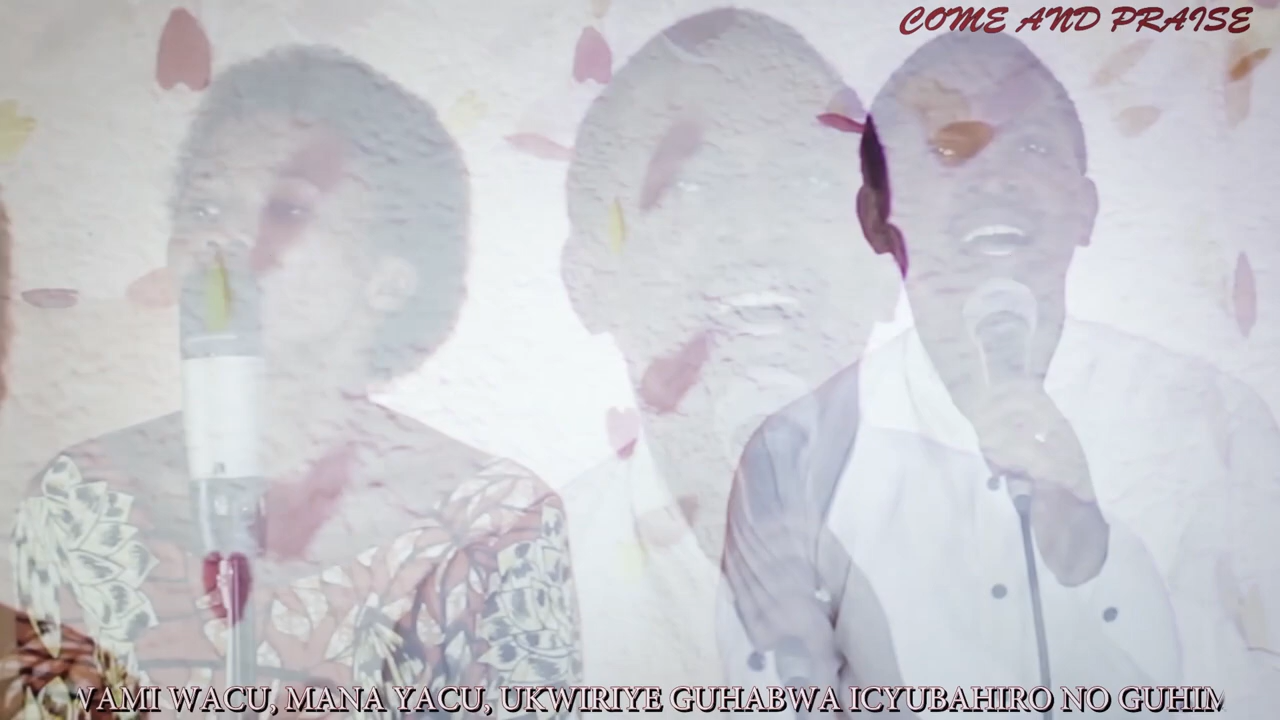 COME AND PRAISE
WACU, MANA YACU, UKWIRIYE GUHABWA ICYUBAHIRO NO